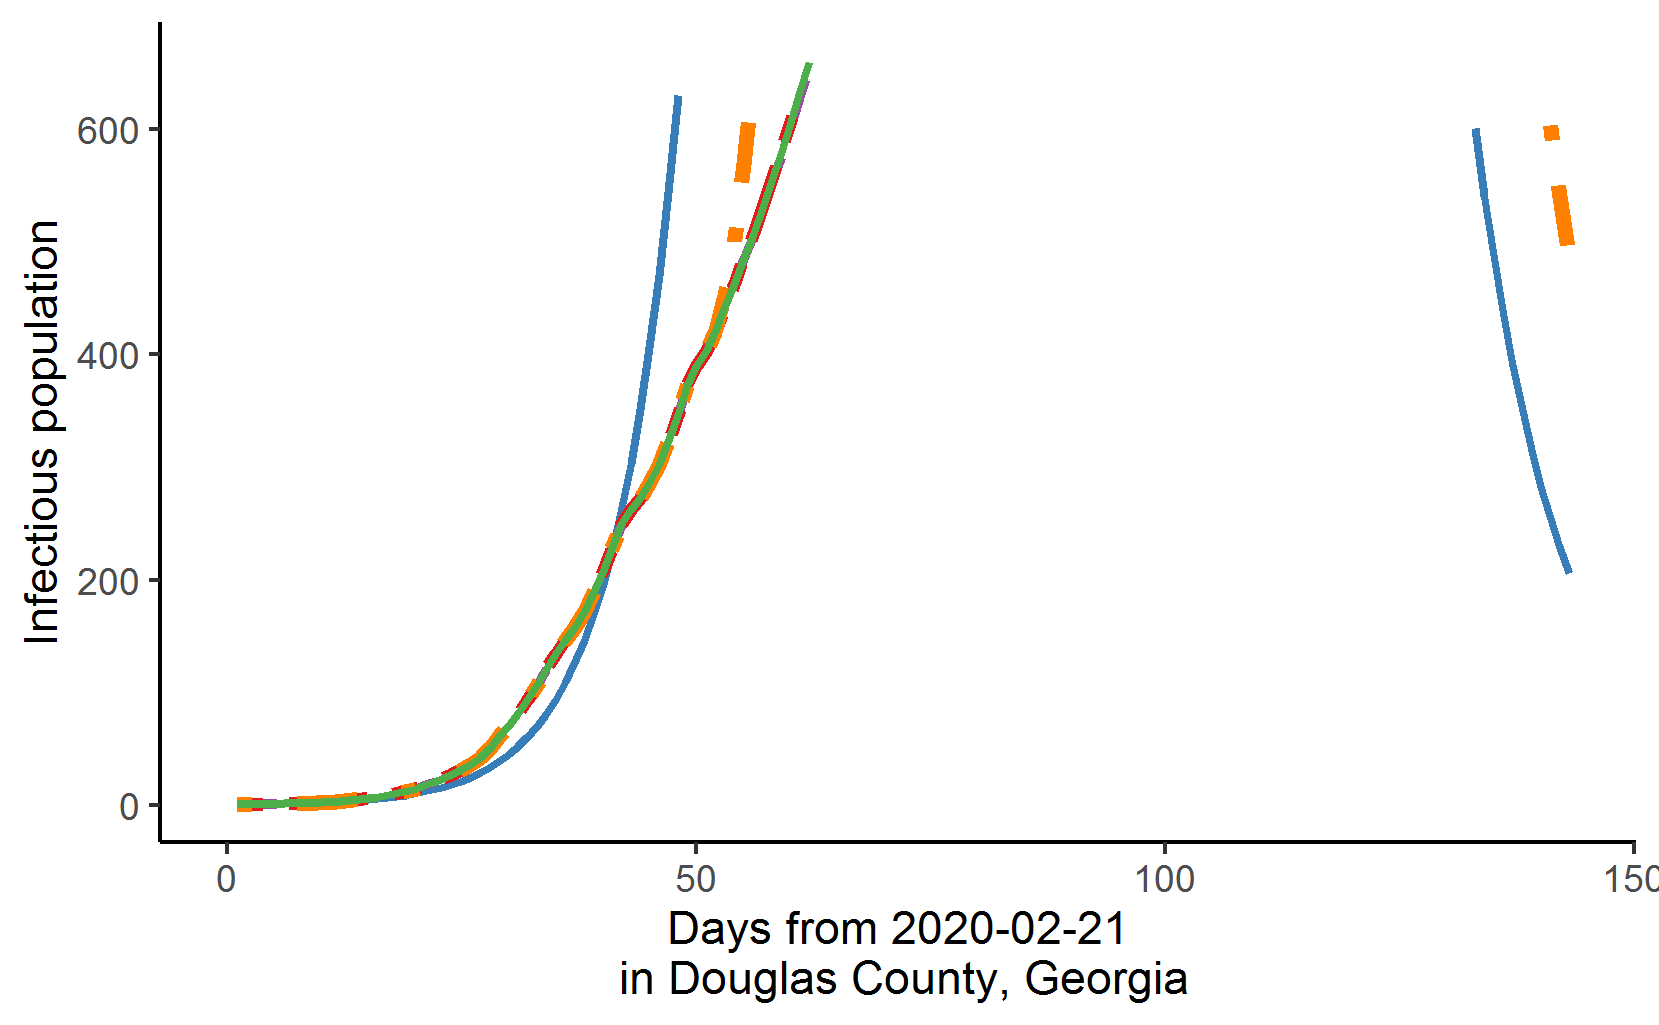 Infectious population
600
400
200
0
0 50 100 150
Days from 2020-02-21
in Douglas County, Georgia